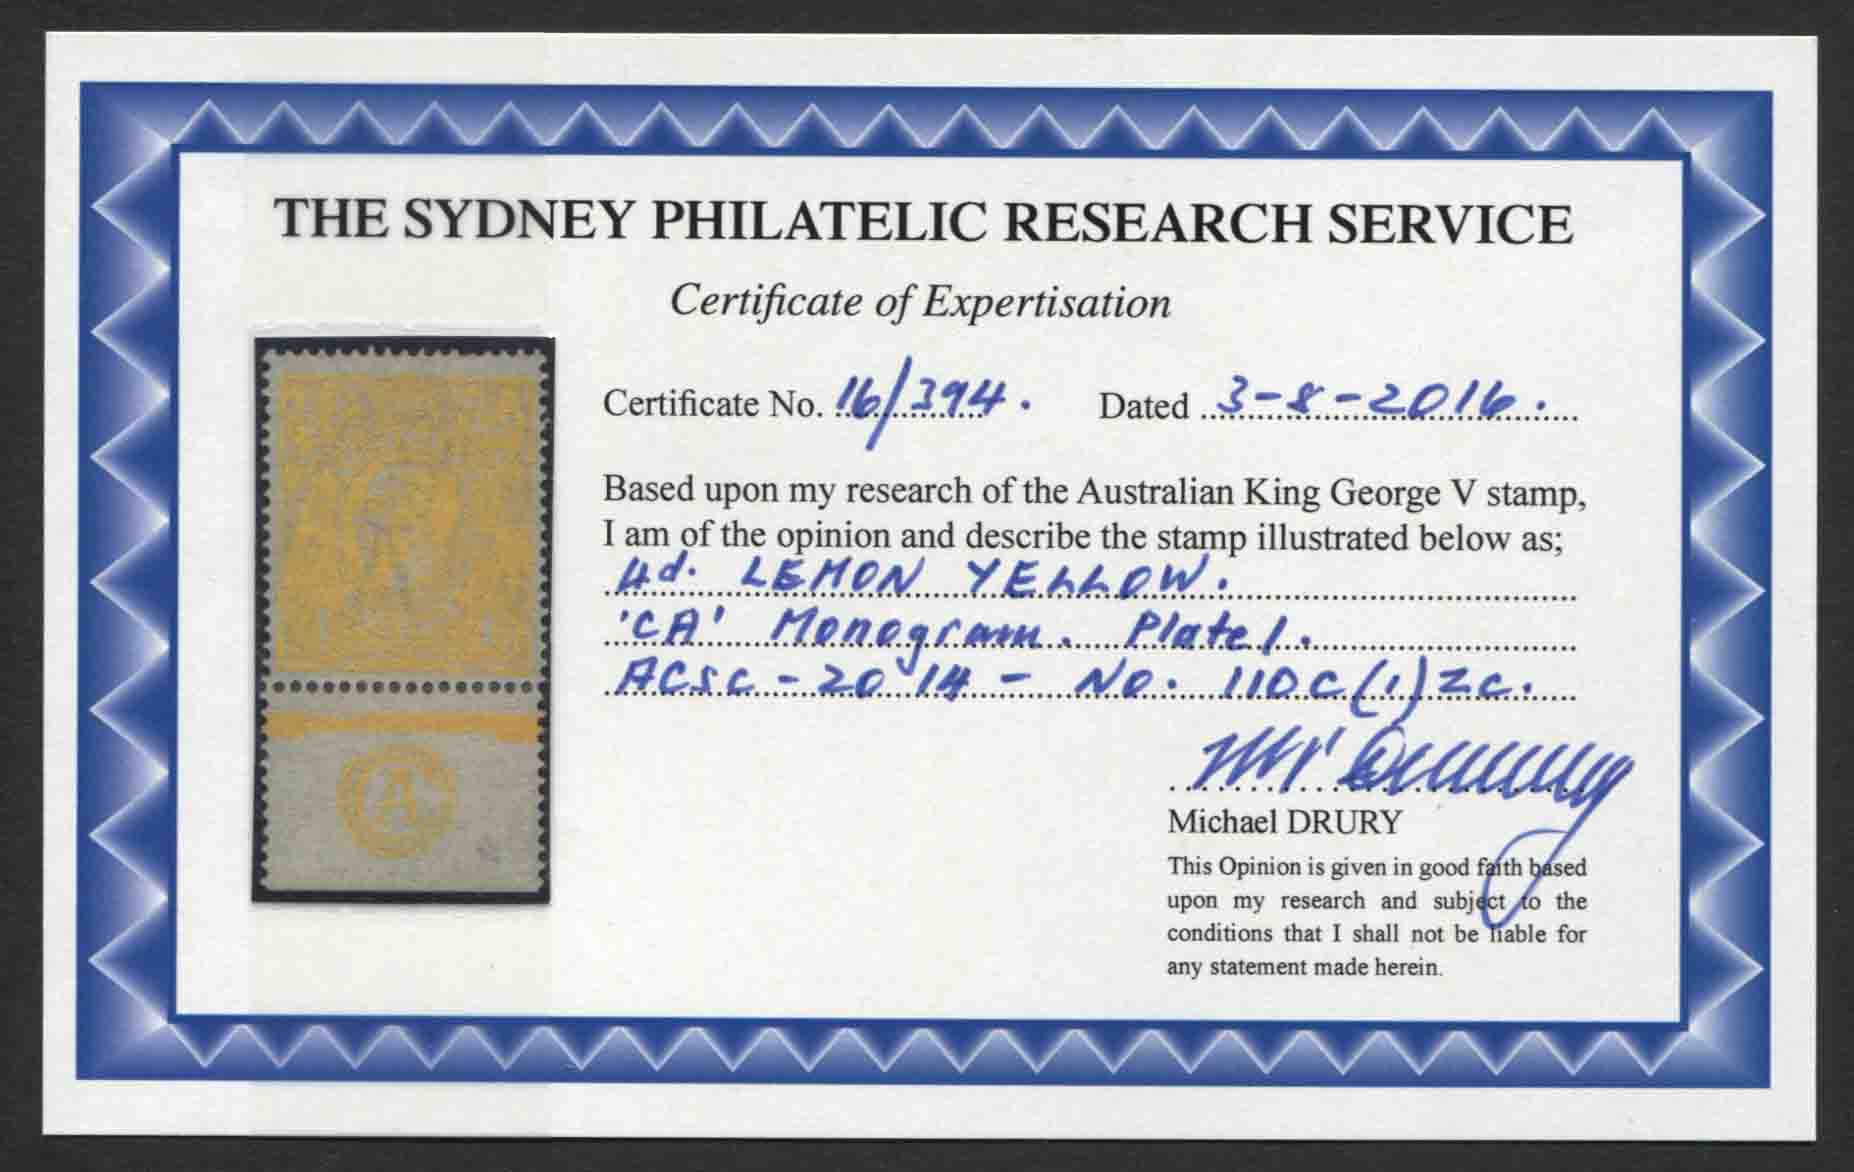 THE SYDNEY PHILATELIC RESEARCH SERVICE
Certificate of Expertisation
Certificate No. 16/394. Dated 3-8-2016.
Based upon my research of the Australian King George V stamp,
I am of the opinion and describe the stamp illustrated below as;
4d. LEMON YELLOW.
'CA' Monogram. Plate 1.
ACSC - 2014 - No. 110C(1)zc.
Michael DRURY
This Opinion is given in good faith based
upon my research and subject to the
conditions that I shall not be liable for
any statement made herein.
CA